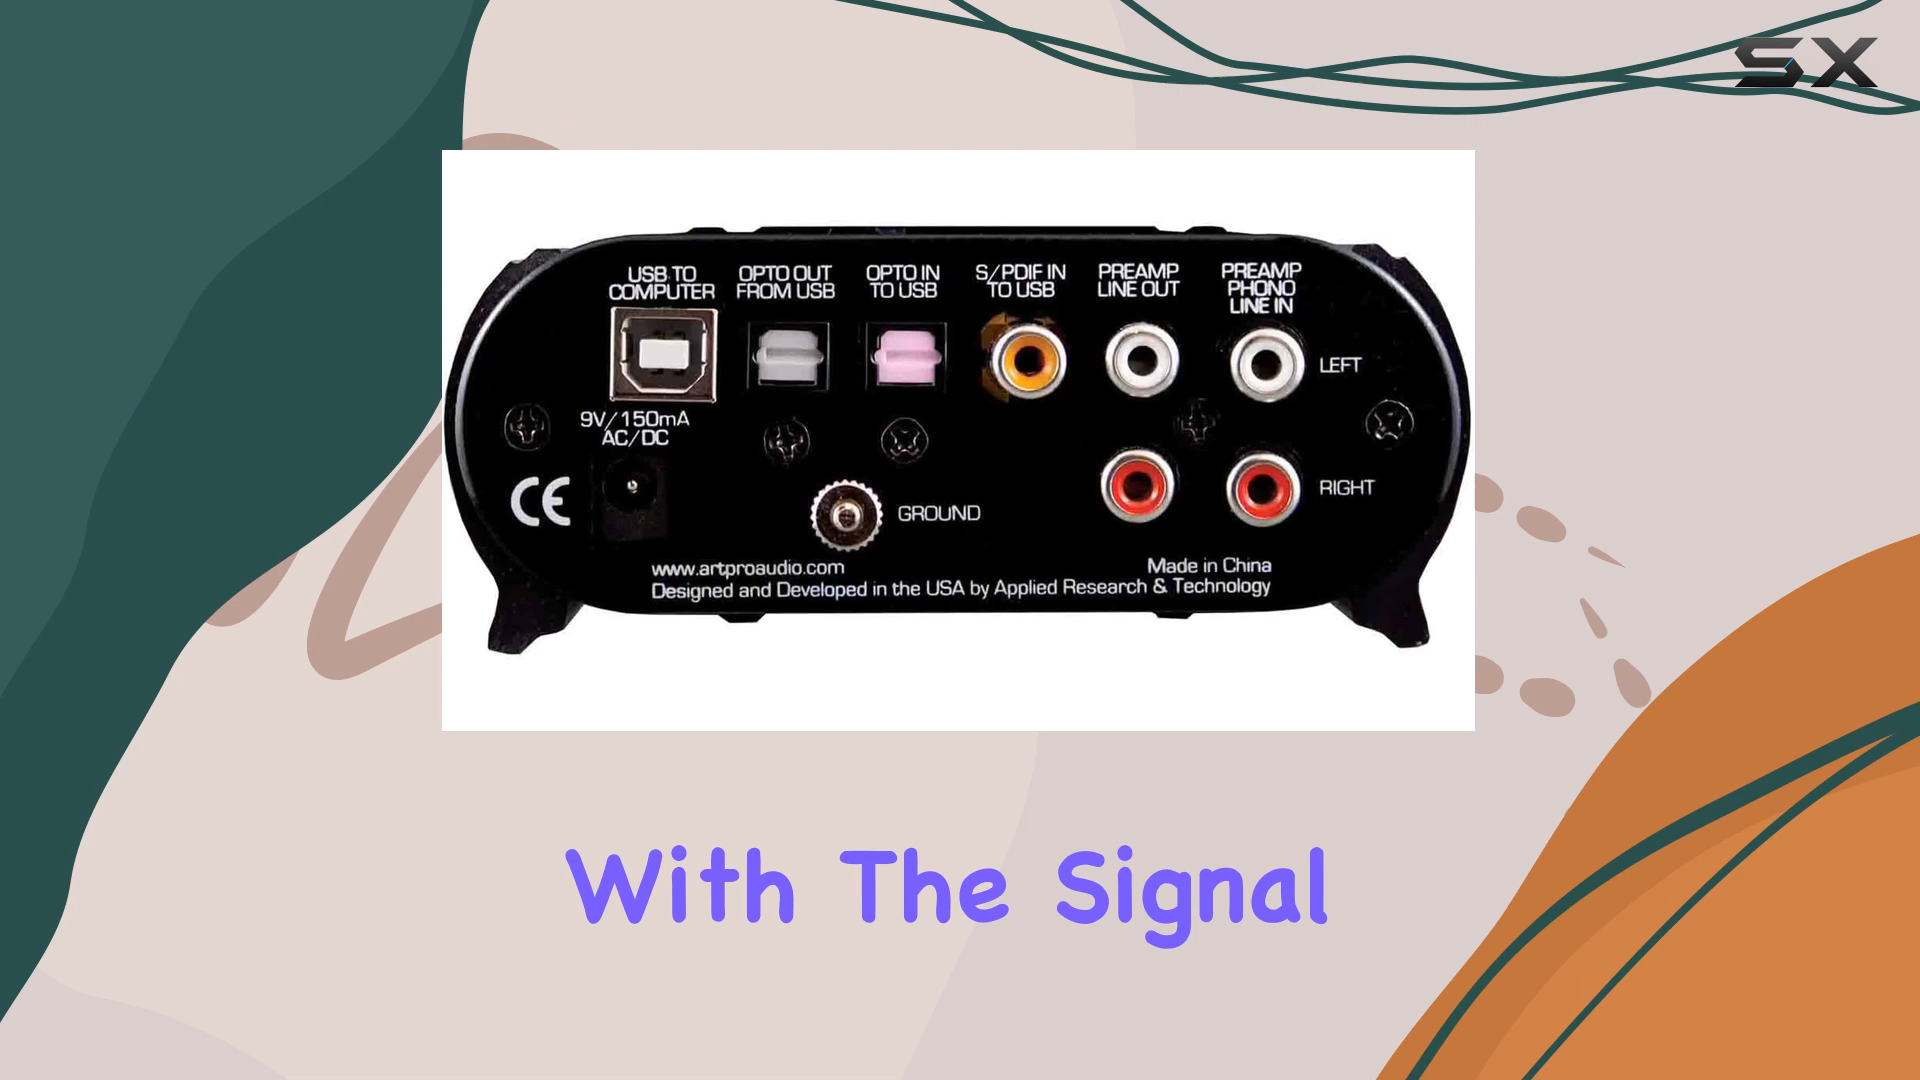 SX
USB TO
COMPUTER
OPTO OUT
FROM USB
OPTO IN
TO USB
S/PDIF IN
TO USB
PREAMP
LINE OUT
PREAMP
PHONO
LINE IN
LEFT
9V/150mA
AC/DC
CE
GROUND
RIGHT
www.artproaudio.com
Made in China
Designed and Developed in the USA by Applied Research & Technology
With The Signal